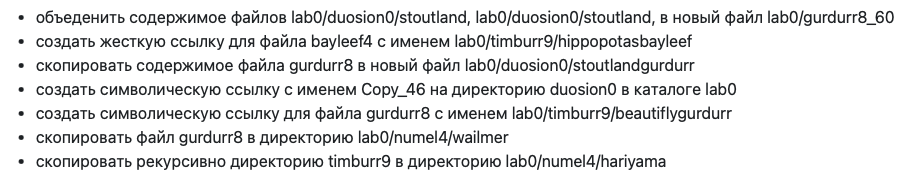 • объеденить содержимое файлов lab0/duosion0/stoutland, lab0/duosion0/stoutland, в новый файл lab0/gurdurr8_60
• создать жесткую ссылку для файла bayleef4 с именем lab0/timburr9/hippopotasbayleef
• скопировать содержимое файла gurdurr8 в новый файл lab0/duosion0/stoutlandgurdurr
• создать символическую ссылку с именем Copy_46 на директорию duosion0 в каталоге lab0
• создать символическую ссылку для файла gurdurr8 с именем lab0/timburr9/beautiflygurdurr
• скопировать файл gurdurr8 в директорию lab0/numel4/wailmer
• скопировать рекурсивно директорию timburr9 в директорию lab0/numel4/hariyama